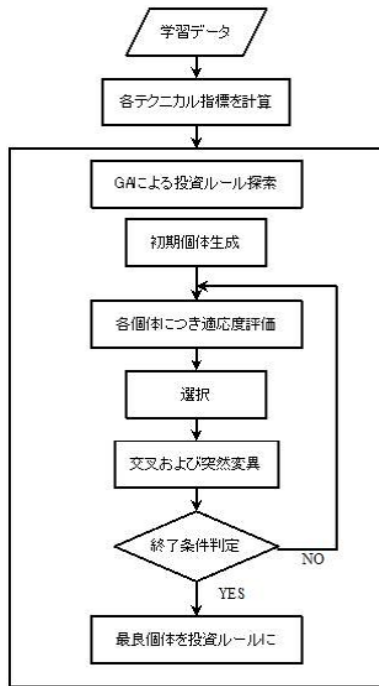 学習データ
各テクニカル指標を計算
GAによる投資ルール探索
初期個体生成
各個体につき適応度評価
選択
交叉および突然変異
終了条件判定
NO
YES
最良個体を投資ルールに